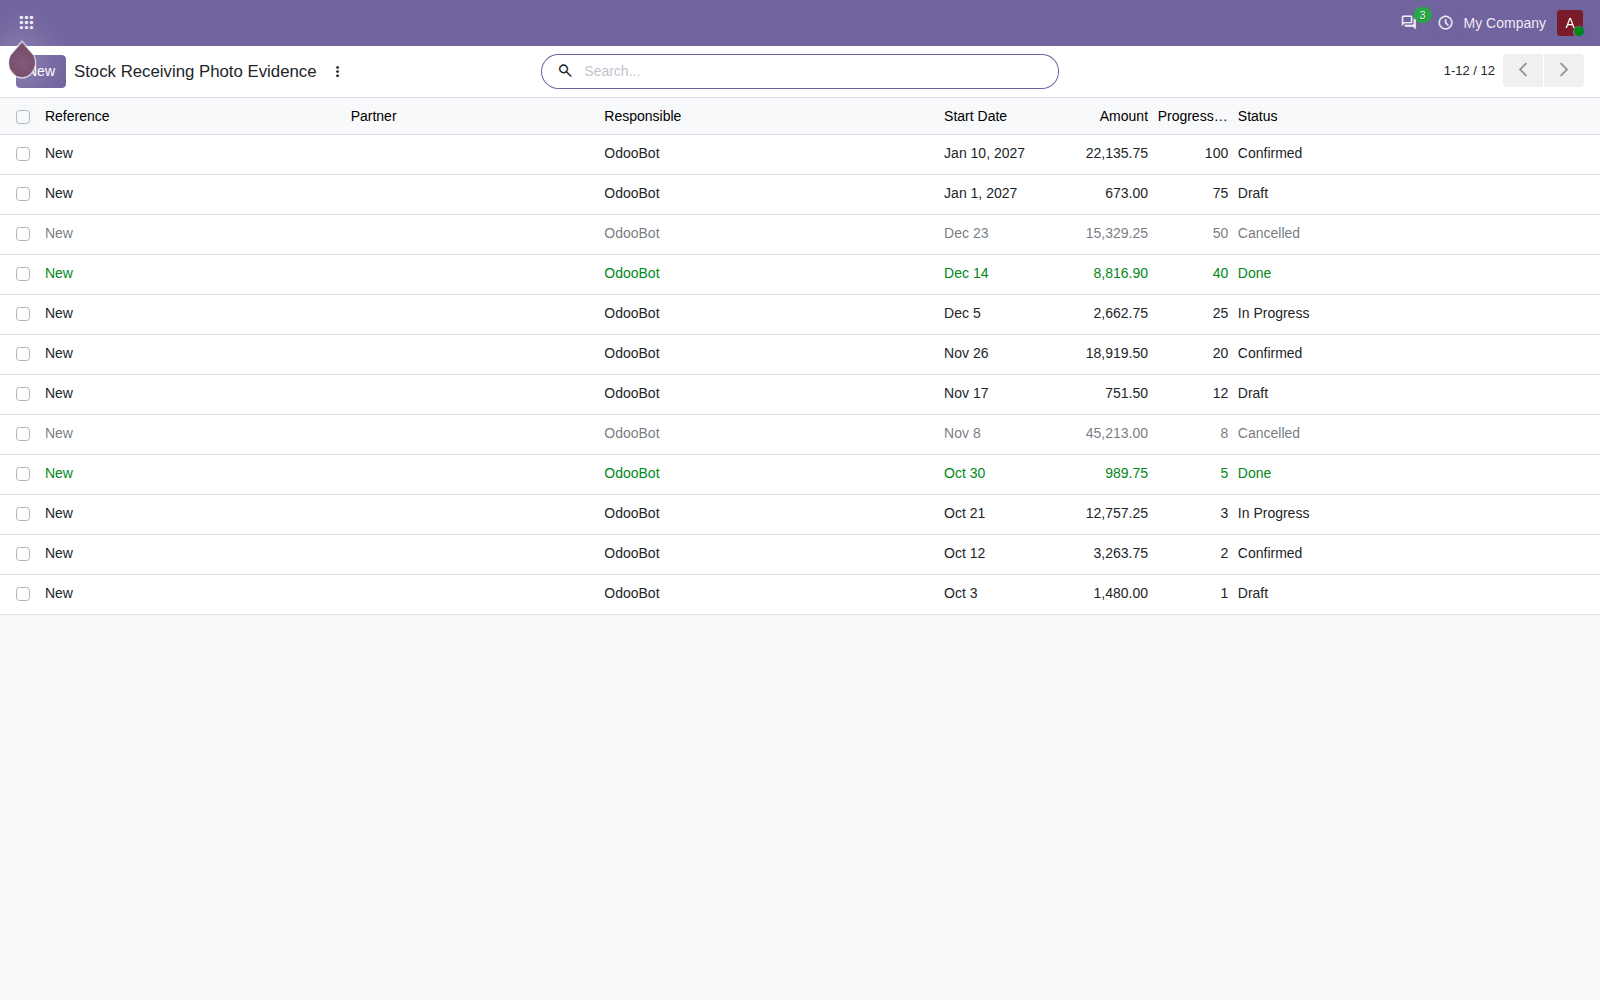 3 My Company A
New Stock Receiving Photo Evidence Search... 1-12 / 12
Reference Partner Responsible Start Date Amount Progress... Status
New OdooBot Jan 10, 2027 22,135.75 100 Confirmed
New OdooBot Jan 1, 2027 673.00 75 Draft
New OdooBot Dec 23 15,329.25 50 Cancelled
New OdooBot Dec 14 8,816.90 40 Done
New OdooBot Dec 5 2,662.75 25 In Progress
New OdooBot Nov 26 18,919.50 20 Confirmed
New OdooBot Nov 17 751.50 12 Draft
New OdooBot Nov 8 45,213.00 8 Cancelled
New OdooBot Oct 30 989.75 5 Done
New OdooBot Oct 21 12,757.25 3 In Progress
New OdooBot Oct 12 3,263.75 2 Confirmed
New OdooBot Oct 3 1,480.00 1 Draft